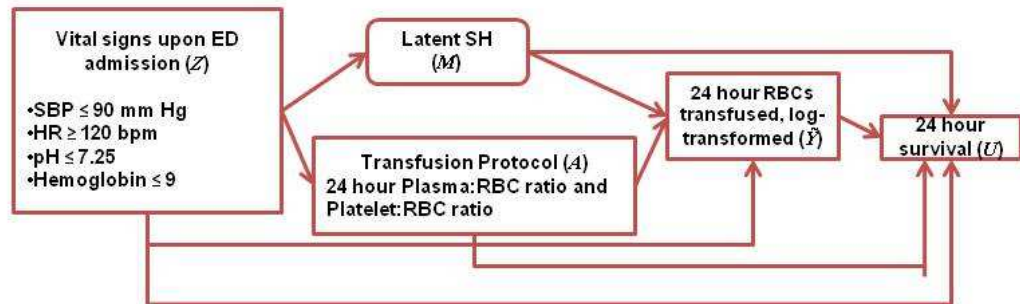 Vital signs upon ED
admission (Z)
•SBP ≤ 90 mm Hg
•HR ≥ 120 bpm
•pH ≤ 7.25
•Hemoglobin ≤ 9
Latent SH
(M)
Transfusion Protocol (A)
24 hour Plasma:RBC ratio and
Platelet:RBC ratio
24 hour RBCs
transfused, log-
transformed (Ỹ)
24 hour
survival (U)